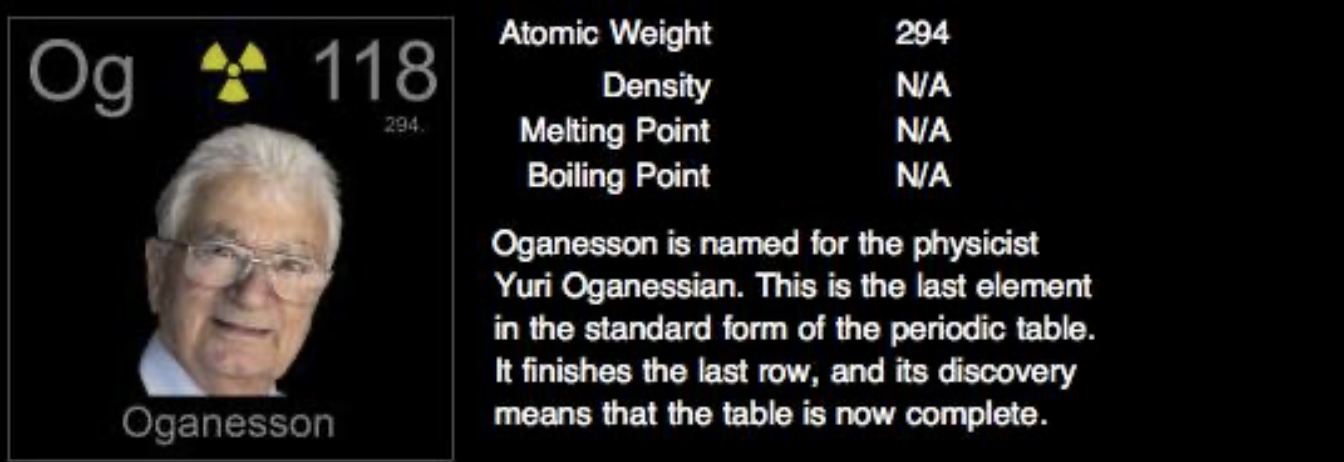 Og 118
294.
Oganesson
Atomic Weight 294
Density N/A
Melting Point N/A
Boiling Point N/A
Oganesson is named for the physicist
Yuri Oganessian. This is the last element
in the standard form of the periodic table.
It finishes the last row, and its discovery
means that the table is now complete.